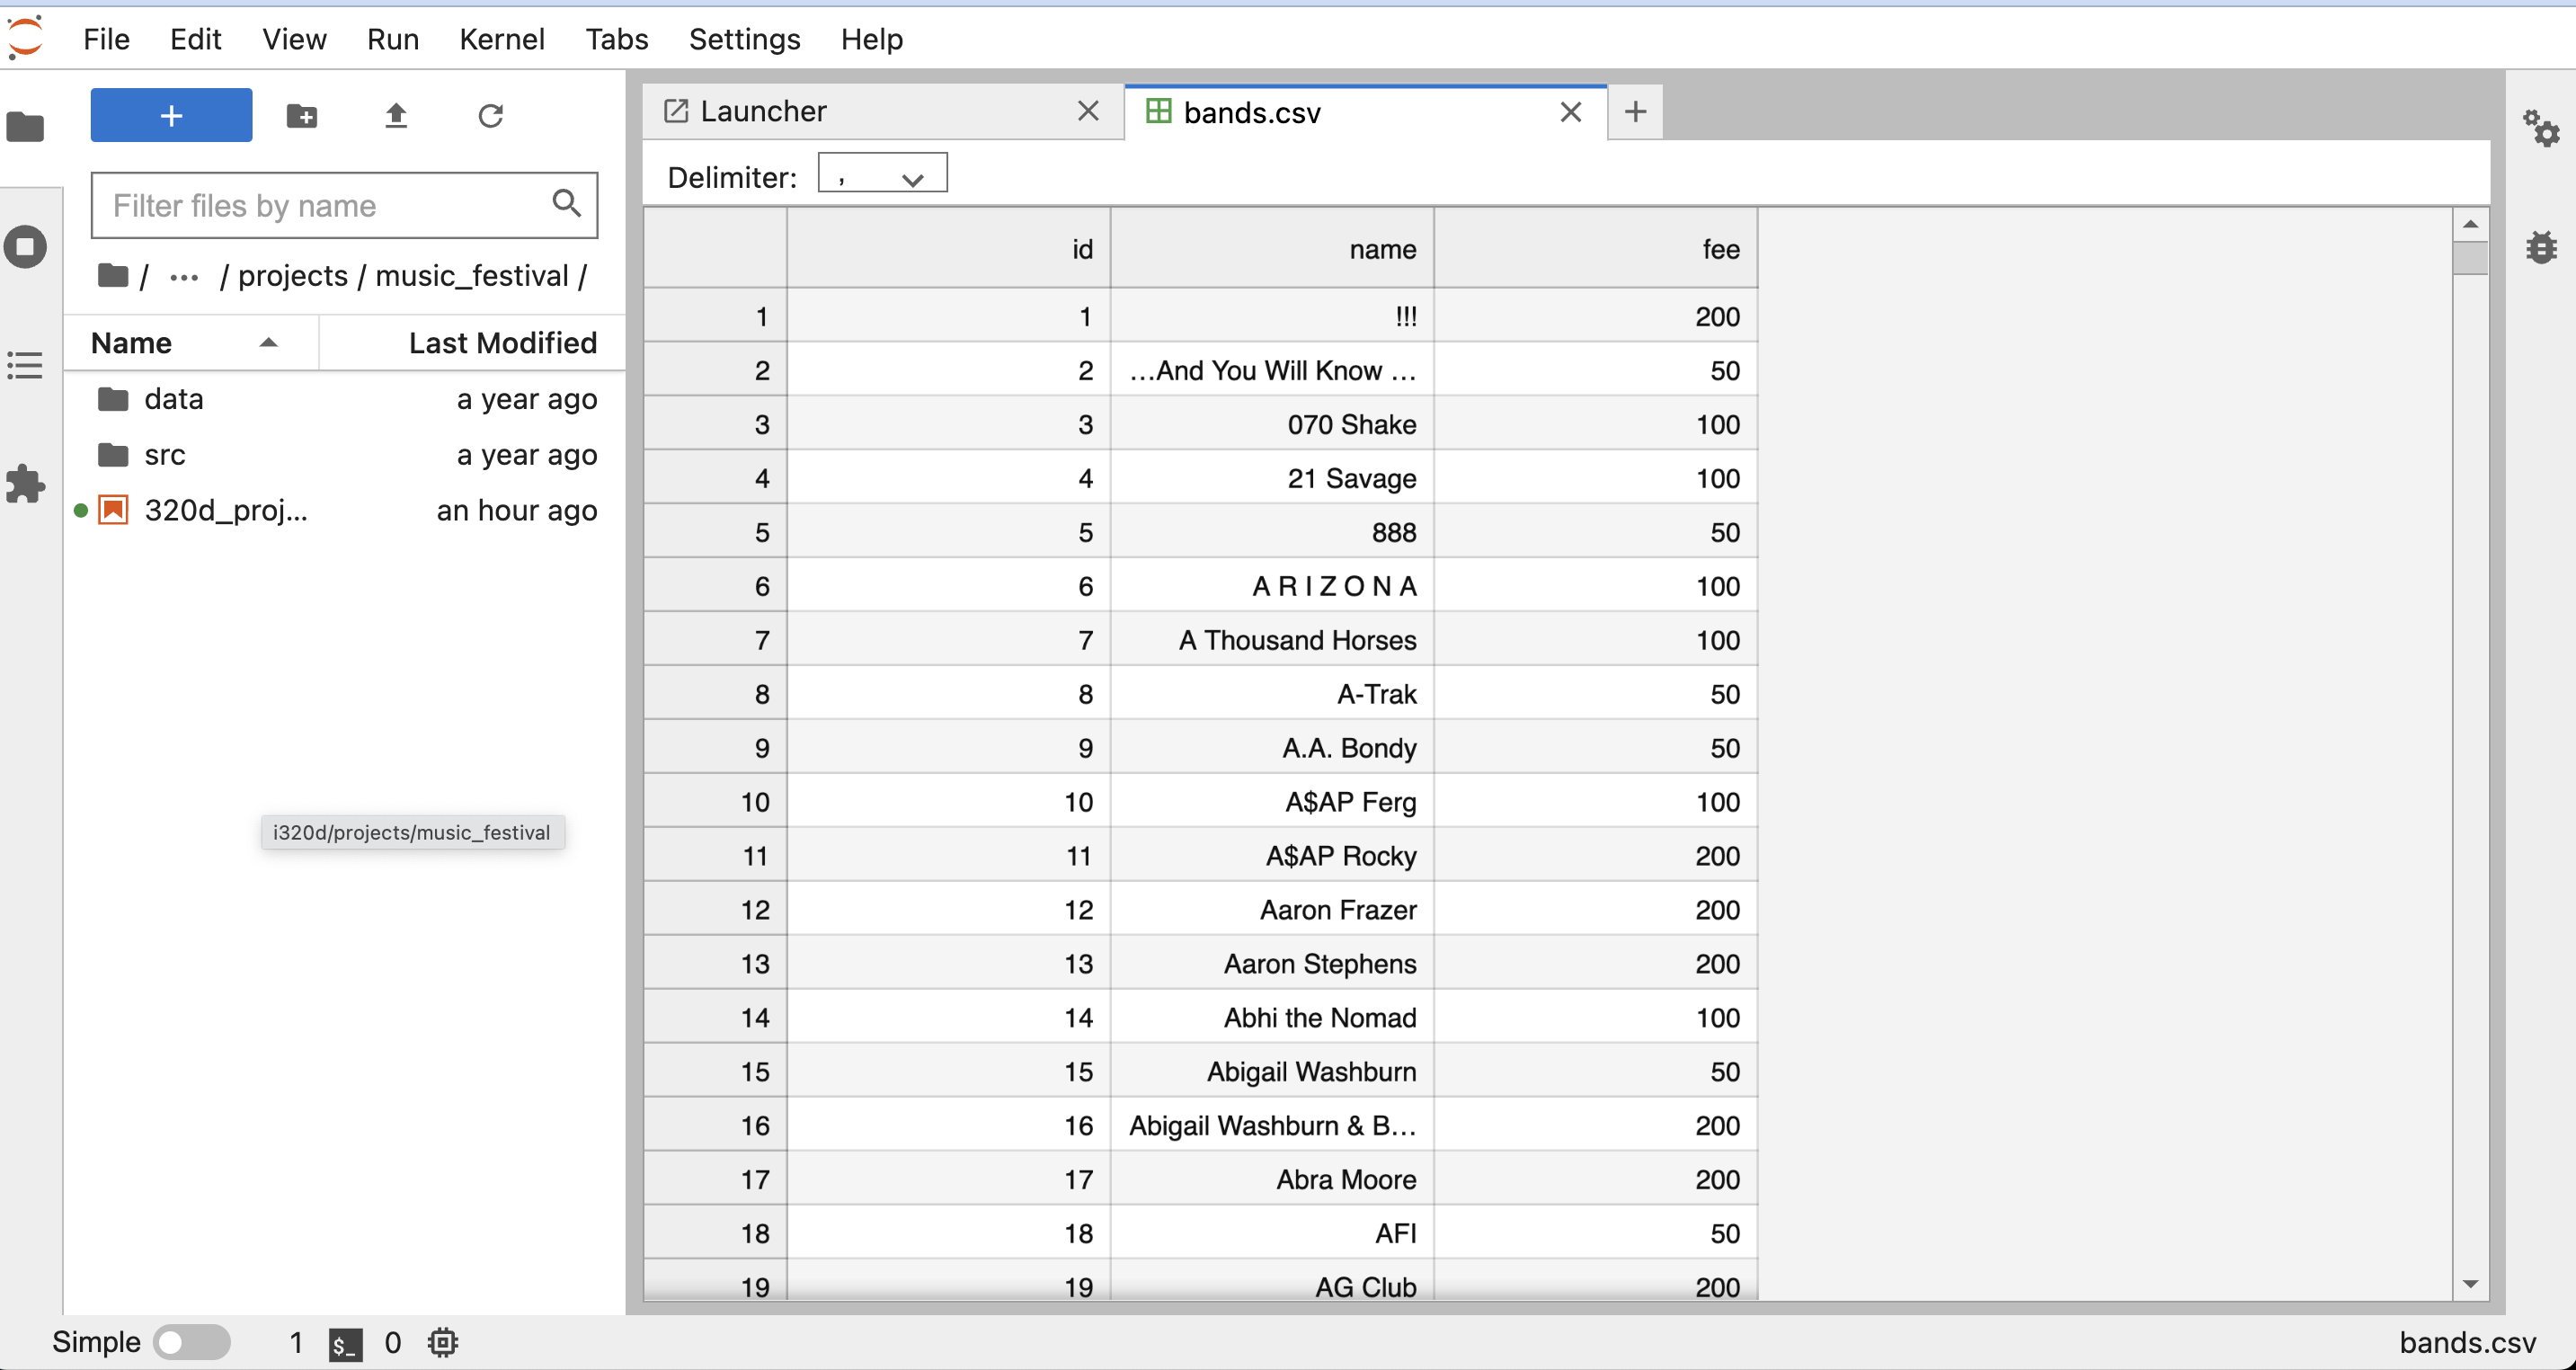 File Edit View Run Kernel Tabs Settings Help
Launcher
bands.csv
Filter files by name
Delimiter: ,
/ ... / projects / music_festival /
Name Last Modified
data a year ago
src a year ago
320d_proj... an hour ago
i320d/projects/music_festival
id name fee
1 1 !!! 200
2 2 ...And You Will Know ... 50
3 3 070 Shake 100
4 4 21 Savage 100
5 5 888 50
6 6 A R I Z O N A 100
7 7 A Thousand Horses 100
8 8 A-Trak 50
9 9 A.A. Bondy 50
10 10 A$AP Ferg 100
11 11 A$AP Rocky 200
12 12 Aaron Frazer 200
13 13 Aaron Stephens 200
14 14 Abhi the Nomad 100
15 15 Abigail Washburn 50
16 16 Abigail Washburn & B... 200
17 17 Abra Moore 200
18 18 AFI 50
19 19 AG Club 200
Simple 1 $_ 0 bands.csv